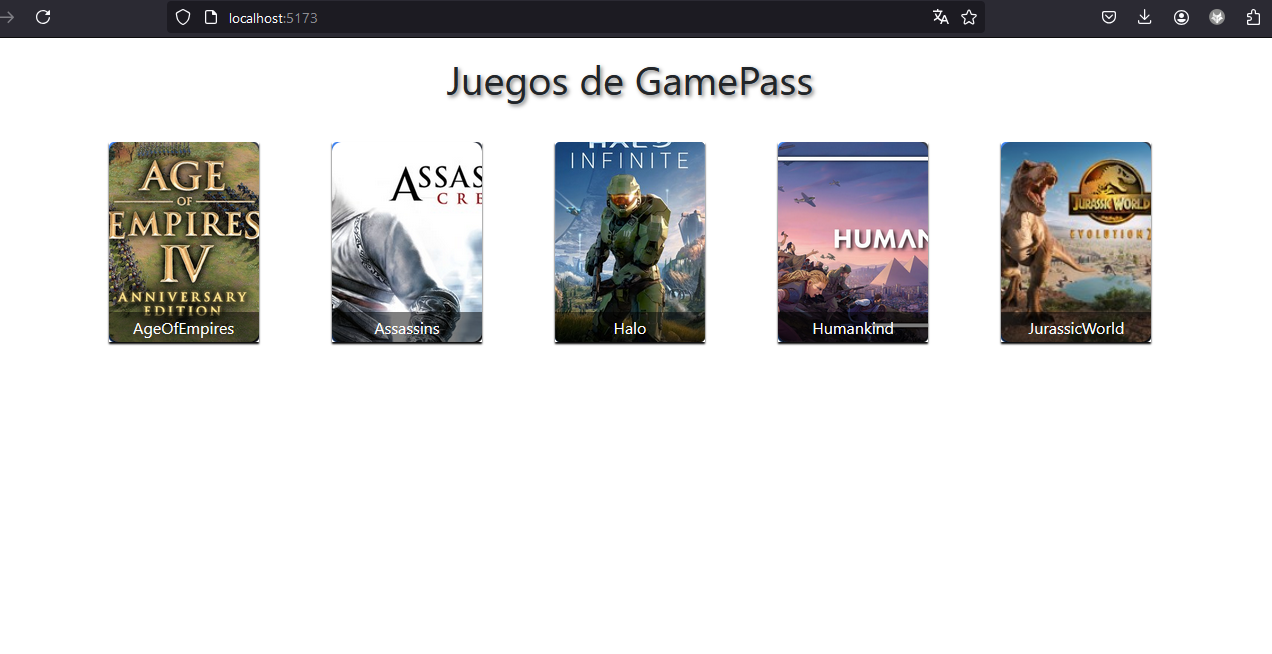 localhost:5173
Juegos de GamePass
AGE
OF
EMPIRES
IV
ANNIVERSARY
EDITION
AgeOfEmpires
ASSAS
CRE
Assassins
HALO
INFINITE
Halo
HUMAN
Humankind
JURASSIC WORLD
EVOLUTION 2
JurassicWorld